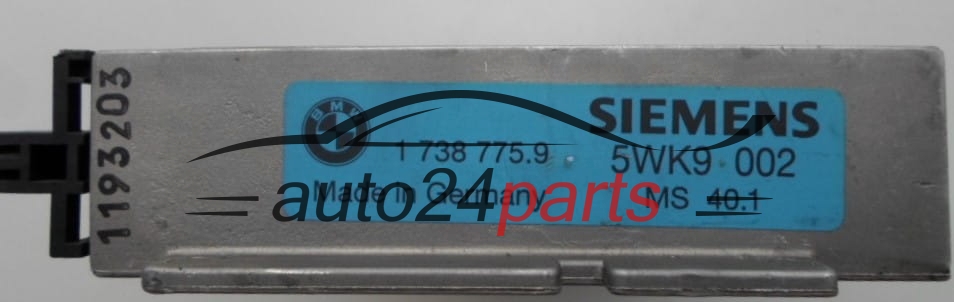 1193203
BMW
SIEMENS
1 738 775.9
5WK9 002
Made in Germany
MS 40.1
auto24parts